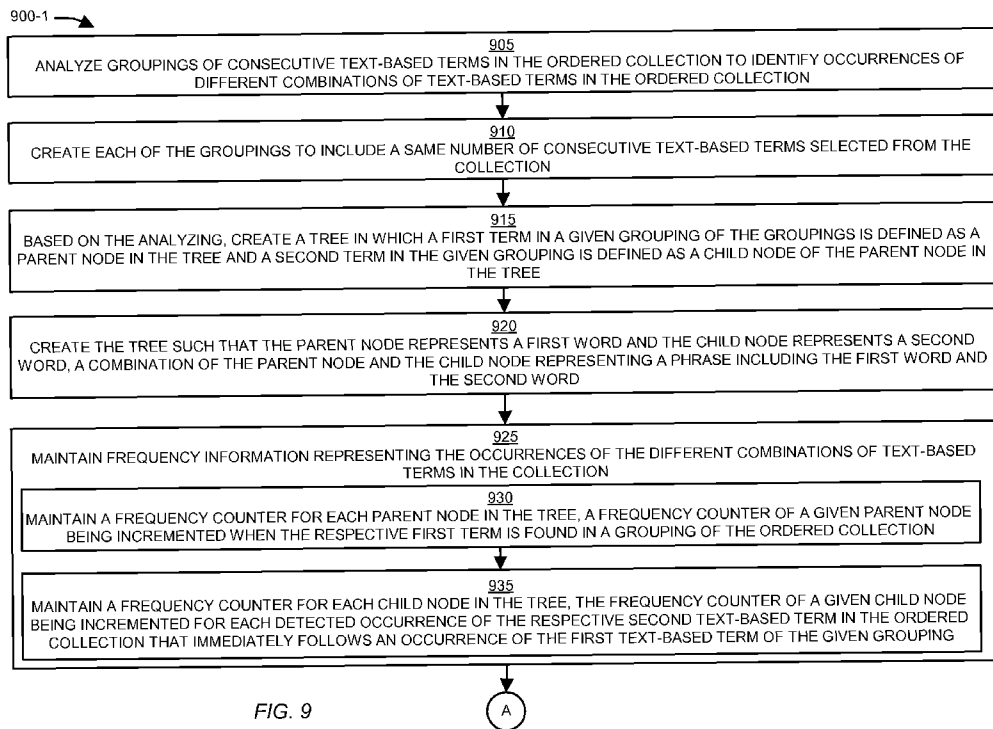 900-1
905
ANALYZE GROUPINGS OF CONSECUTIVE TEXT-BASED TERMS IN THE ORDERED COLLECTION TO IDENTIFY OCCURRENCES OF
DIFFERENT COMBINATIONS OF TEXT-BASED TERMS IN THE ORDERED COLLECTION
910
CREATE EACH OF THE GROUPINGS TO INCLUDE A SAME NUMBER OF CONSECUTIVE TEXT-BASED TERMS SELECTED FROM THE
COLLECTION
915
BASED ON THE ANALYZING, CREATE A TREE IN WHICH A FIRST TERM IN A GIVEN GROUPING OF THE GROUPINGS IS DEFINED AS A
PARENT NODE IN THE TREE AND A SECOND TERM IN THE GIVEN GROUPING IS DEFINED AS A CHILD NODE OF THE PARENT NODE IN
THE TREE
920
CREATE THE TREE SUCH THAT THE PARENT NODE REPRESENTS A FIRST WORD AND THE CHILD NODE REPRESENTS A SECOND
WORD, A COMBINATION OF THE PARENT NODE AND THE CHILD NODE REPRESENTING A PHRASE INCLUDING THE FIRST WORD AND
THE SECOND WORD
925
MAINTAIN FREQUENCY INFORMATION REPRESENTING THE OCCURRENCES OF THE DIFFERENT COMBINATIONS OF TEXT-BASED
TERMS IN THE COLLECTION
930
MAINTAIN A FREQUENCY COUNTER FOR EACH PARENT NODE IN THE TREE, A FREQUENCY COUNTER OF A GIVEN PARENT NODE
BEING INCREMENTED WHEN THE RESPECTIVE FIRST TERM IS FOUND IN A GROUPING OF THE ORDERED COLLECTION
935
MAINTAIN A FREQUENCY COUNTER FOR EACH CHILD NODE IN THE TREE, THE FREQUENCY COUNTER OF A GIVEN CHILD NODE
BEING INCREMENTED FOR EACH DETECTED OCCURRENCE OF THE RESPECTIVE SECOND TEXT-BASED TERM IN THE ORDERED
COLLECTION THAT IMMEDIATELY FOLLOWS AN OCCURRENCE OF THE FIRST TEXT-BASED TERM OF THE GIVEN GROUPING
FIG. 9
A